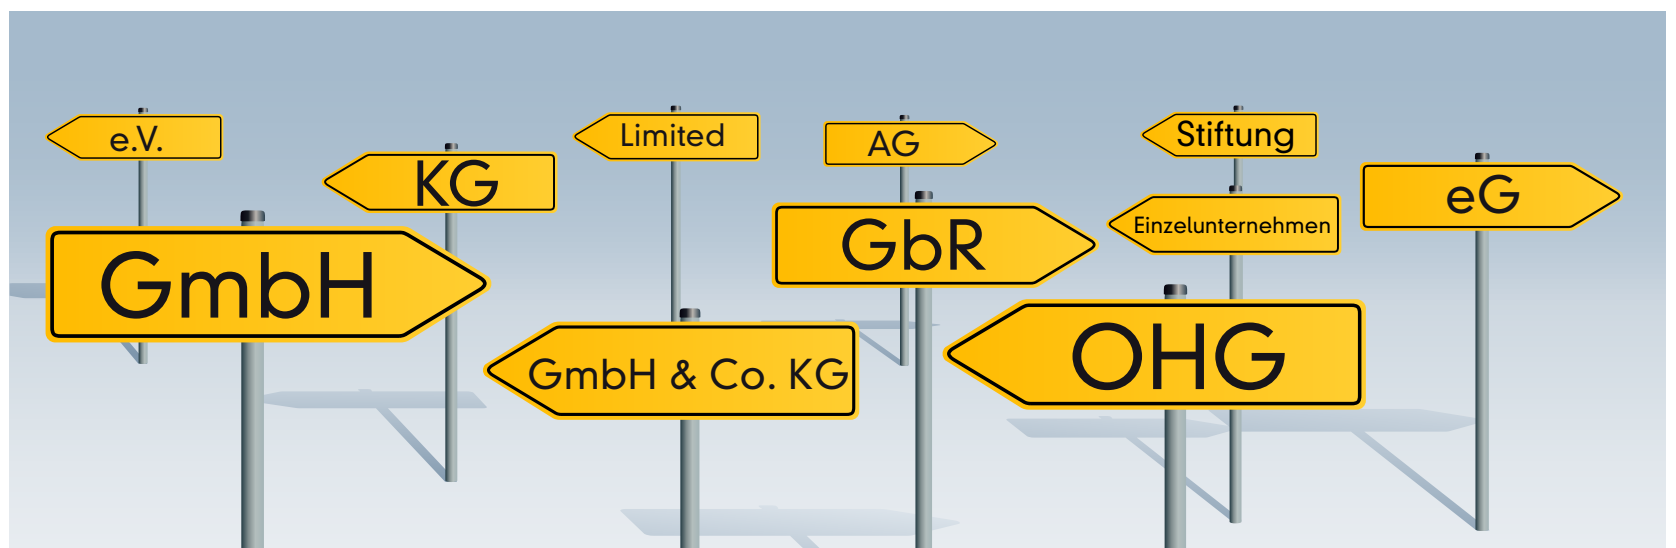 e.V.
Limited
AG
Stiftung
KG
eG
GmbH
GbR
Einzelunternehmen
GmbH & Co. KG
OHG